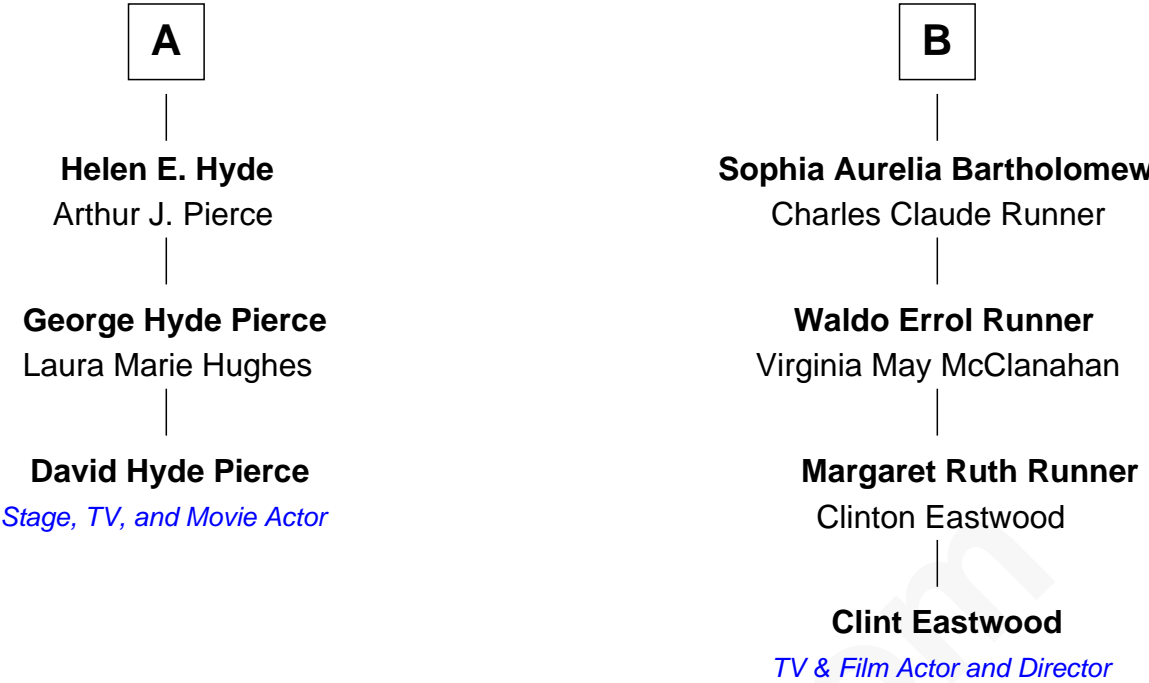 A
Helen E. Hyde
Arthur J. Pierce
George Hyde Pierce
Laura Marie Hughes
David Hyde Pierce
Stage, TV, and Movie Actor
B
Sophia Aurelia Bartholomew
Charles Claude Runner
Waldo Errol Runner
Virginia May McClanahan
Margaret Ruth Runner
Clinton Eastwood
Clint Eastwood
TV & Film Actor and Director
om